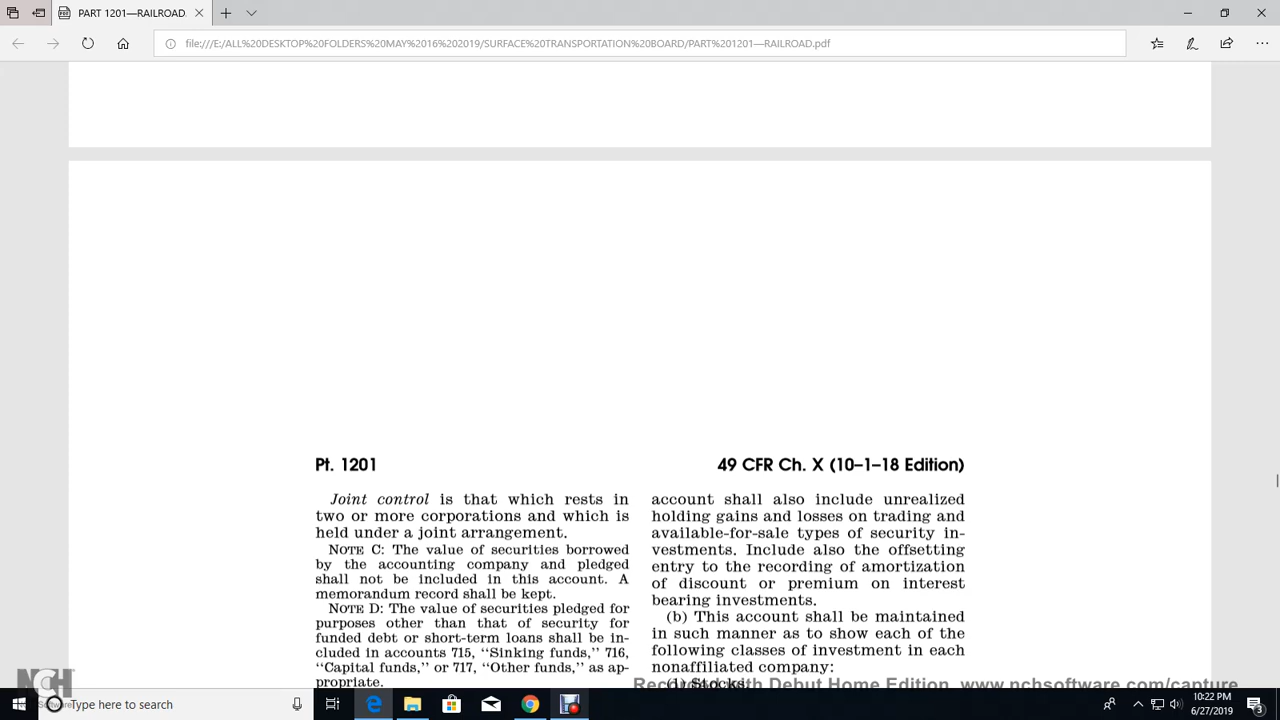 PART 1201—RAILROAD
file:///E:/ALL%20DESKTOP%20FOLDERS%20MAY%2016%202019/SURFACE%20TRANSPORTATION%20BOARD/PART%201201—RAILROAD.pdf
Pt. 1201
49 CFR Ch. X (10–1–18 Edition)
Joint control is that which rests in
two or more corporations and which is
held under a joint arrangement.
NOTE C: The value of securities borrowed
by the accounting company and pledged
shall not be included in this account. A
memorandum record shall be kept.
NOTE D: The value of securities pledged for
purposes other than that of security for
funded debt or short-term loans shall be in-
cluded in accounts 715, ‘‘Sinking funds,’’ 716,
‘‘Capital funds,’’ or 717, ‘‘Other funds,’’ as ap-
propriate.
account shall also include unrealized
holding gains and losses on trading and
available-for-sale types of security in-
vestments. Include also the offsetting
entry to the recording of amortization
of discount or premium on interest
bearing investments.
(b) This account shall be maintained
in such manner as to show each of the
following classes of investment in each
nonaffiliated company:
(1) Stocks.
Recorded with Debut Home Edition. www.nchsoftware.com/capture
NCH
Software
Type here to search
10:22 PM
6/27/2019
3